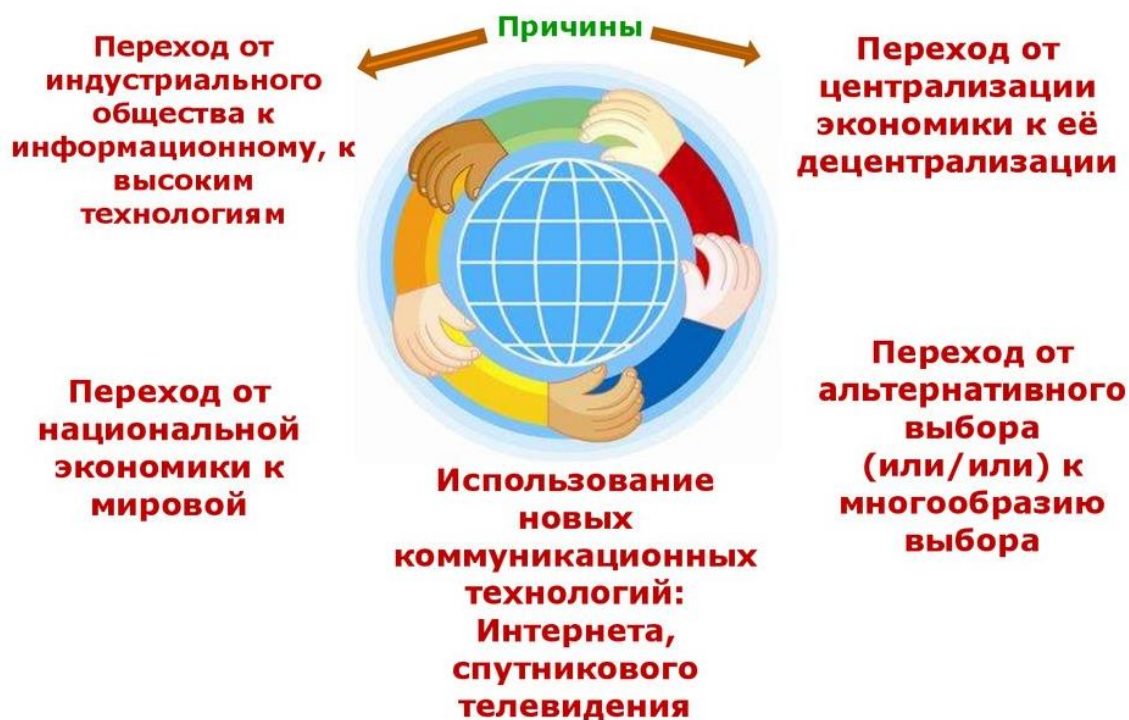 Причины
Переход от
индустриального
общества к
информационному, к
высоким
технологиям
Переход от
централизации
экономики к её
децентрализации
Переход от
национальной
экономики к
мировой
Переход от
альтернативного
выбора
(или/или) к
многообразию
выбора
Использование
новых
коммуникационных
технологий:
Интернета,
спутникового
телевидения